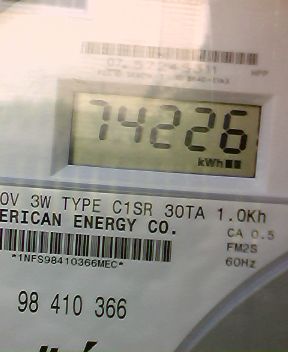 74226
kWh
0V 3W TYPE C1SR 30TA 1.0Kh
ERICAN ENERGY CO.
CA 0.5
FM2S
60Hz
*1NFS98410366MEC*
98 410 366